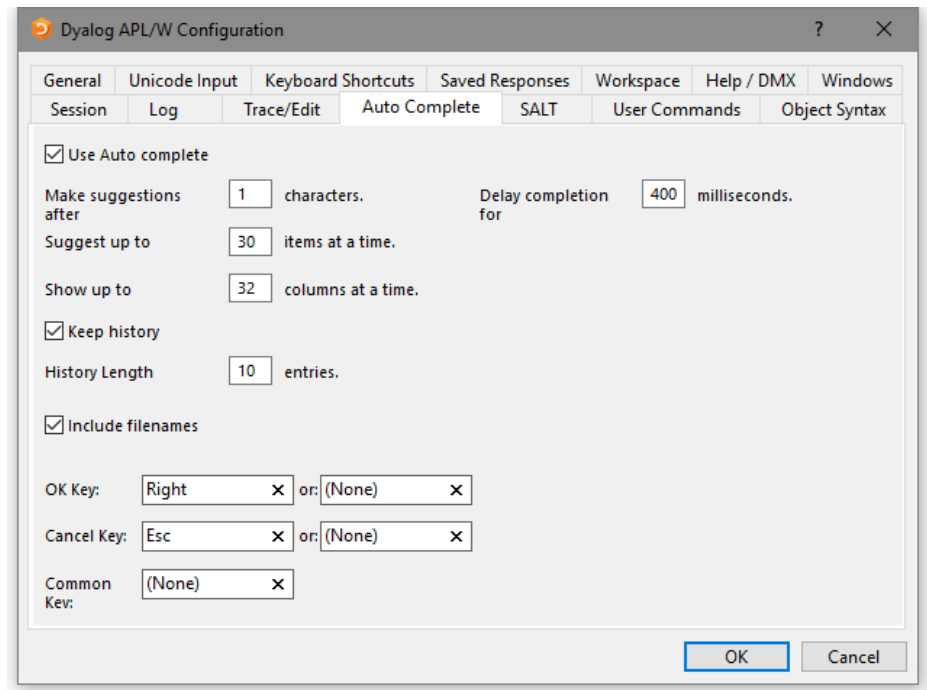 Dyalog APL/W Configuration ?
General Unicode Input Keyboard Shortcuts Saved Responses Workspace Help / DMX Windows
Session Log Trace/Edit Auto Complete SALT User Commands Object Syntax
Use Auto complete
Make suggestions after 1 characters. Delay completion for 400 milliseconds.
Suggest up to 30 items at a time.
Show up to 32 columns at a time.
Keep history
History Length 10 entries.
Include filenames
OK Key: Right or: (None)
Cancel Key: Esc or: (None)
Common Key: (None)
OK Cancel